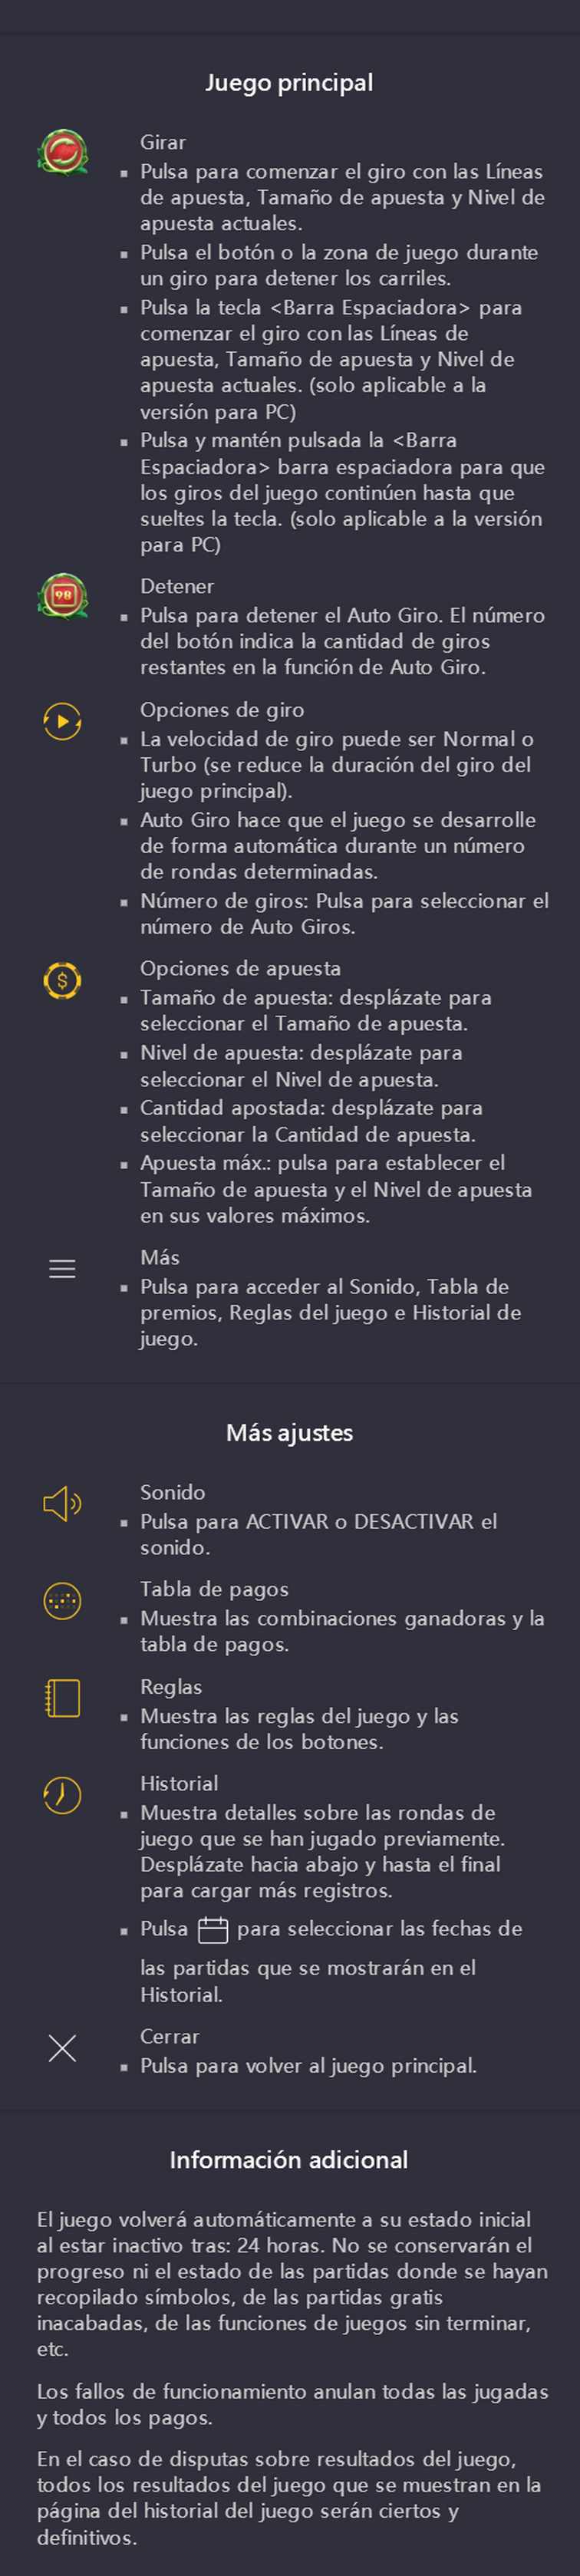 Juego principal
Girar
▪ Pulsa para comenzar el giro con las Líneas
de apuesta, Tamaño de apuesta y Nivel de
apuesta actuales.
▪ Pulsa el botón o la zona de juego durante
un giro para detener los carriles.
▪ Pulsa la tecla <Barra Espaciadora> para
comenzar el giro con las Líneas de
apuesta, Tamaño de apuesta y Nivel de
apuesta actuales. (solo aplicable a la
versión para PC)
▪ Pulsa y mantén pulsada la <Barra
Espaciadora> barra espaciadora para que
los giros del juego continúen hasta que
sueltes la tecla. (solo aplicable a la versión
para PC)
98
Detener
▪ Pulsa para detener el Auto Giro. El número
del botón indica la cantidad de giros
restantes en la función de Auto Giro.
Opciones de giro
▪ La velocidad de giro puede ser Normal o
Turbo (se reduce la duración del giro del
juego principal).
▪ Auto Giro hace que el juego se desarrolle
de forma automática durante un número
de rondas determinadas.
▪ Número de giros: Pulsa para seleccionar el
número de Auto Giros.
$
Opciones de apuesta
▪ Tamaño de apuesta: desplázate para
seleccionar el Tamaño de apuesta.
▪ Nivel de apuesta: desplázate para
seleccionar el Nivel de apuesta.
▪ Cantidad apostada: desplázate para
seleccionar la Cantidad de apuesta.
▪ Apuesta máx.: pulsa para establecer el
Tamaño de apuesta y el Nivel de apuesta
en sus valores máximos.
Más
▪ Pulsa para acceder al Sonido, Tabla de
premios, Reglas del juego e Historial de
juego.
Más ajustes
Sonido
▪ Pulsa para ACTIVAR o DESACTIVAR el
sonido.
Tabla de pagos
▪ Muestra las combinaciones ganadoras y la
tabla de pagos.
Reglas
▪ Muestra las reglas del juego y las
funciones de los botones.
Historial
▪ Muestra detalles sobre las rondas de
juego que se han jugado previamente.
Desplázate hacia abajo y hasta el final
para cargar más registros.
▪ Pulsa para seleccionar las fechas de
las partidas que se mostrarán en el
Historial.
Cerrar
▪ Pulsa para volver al juego principal.
Información adicional
El juego volverá automáticamente a su estado inicial
al estar inactivo tras: 24 horas. No se conservarán el
progreso ni el estado de las partidas donde se hayan
recopilado símbolos, de las partidas gratis
inacabadas, de las funciones de juegos sin terminar,
etc.
Los fallos de funcionamiento anulan todas las jugadas
y todos los pagos.
En el caso de disputas sobre resultados del juego,
todos los resultados del juego que se muestran en la
página del historial del juego serán ciertos y
definitivos.